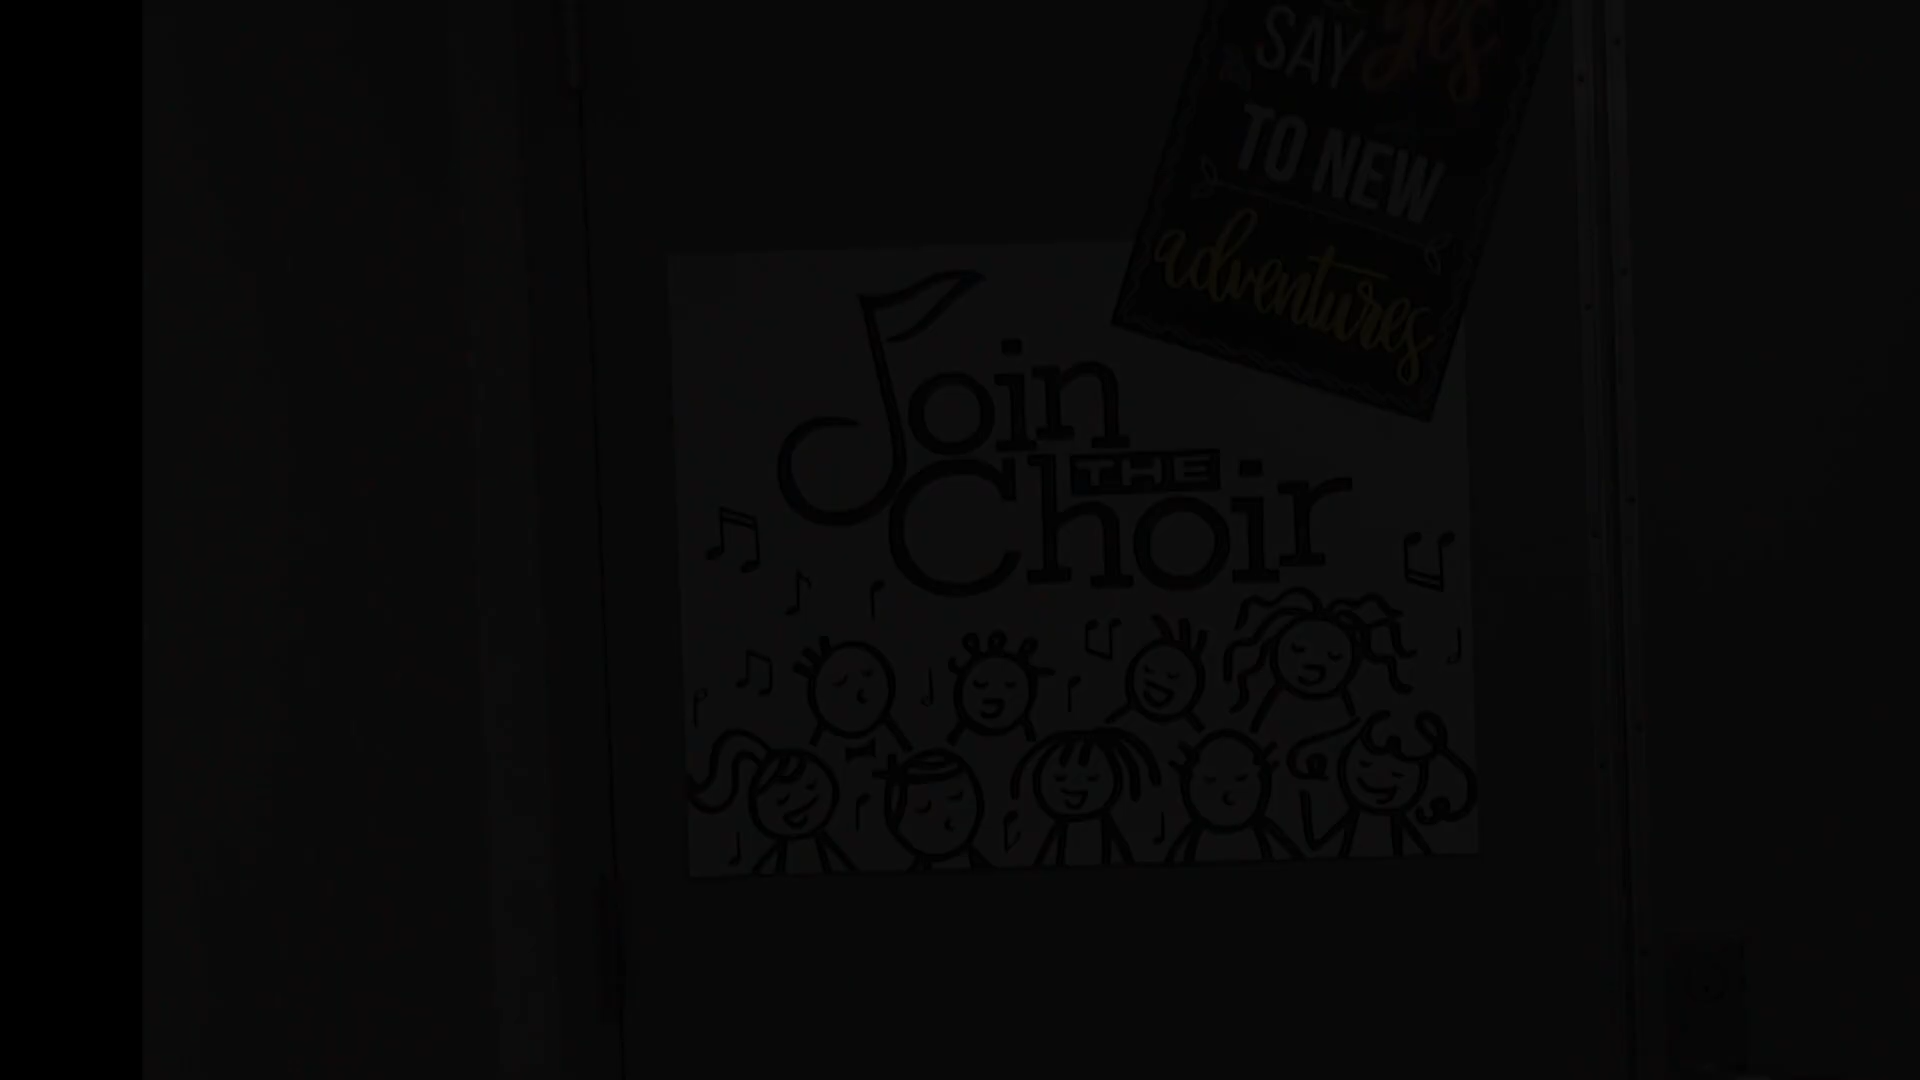 SAY yes
TO NEW
adventures
Join
THE
Choir